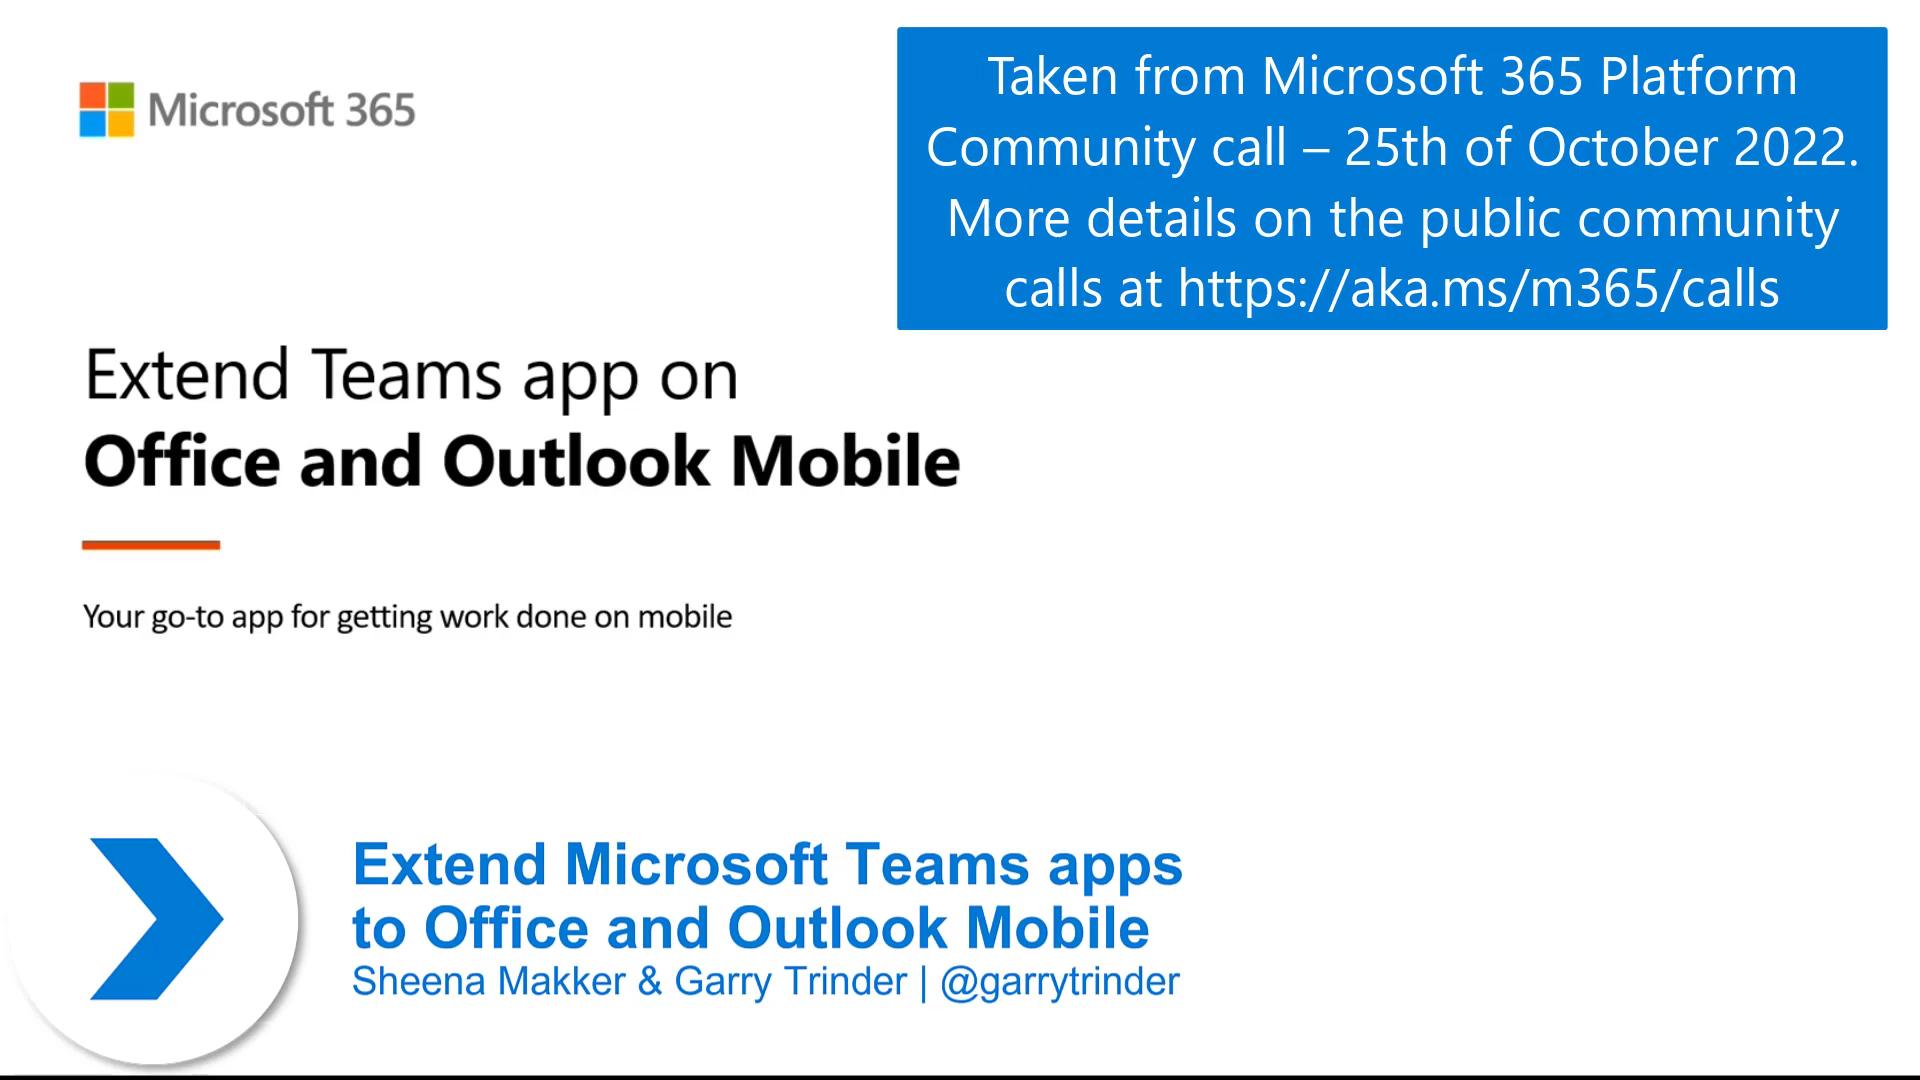 Microsoft 365
Taken from Microsoft 365 Platform
Community call – 25th of October 2022.
More details on the public community
calls at https://aka.ms/m365/calls
Extend Teams app on
Office and Outlook Mobile
Your go-to app for getting work done on mobile
Extend Microsoft Teams apps
to Office and Outlook Mobile
Sheena Makker & Garry Trinder | @garrytrinder